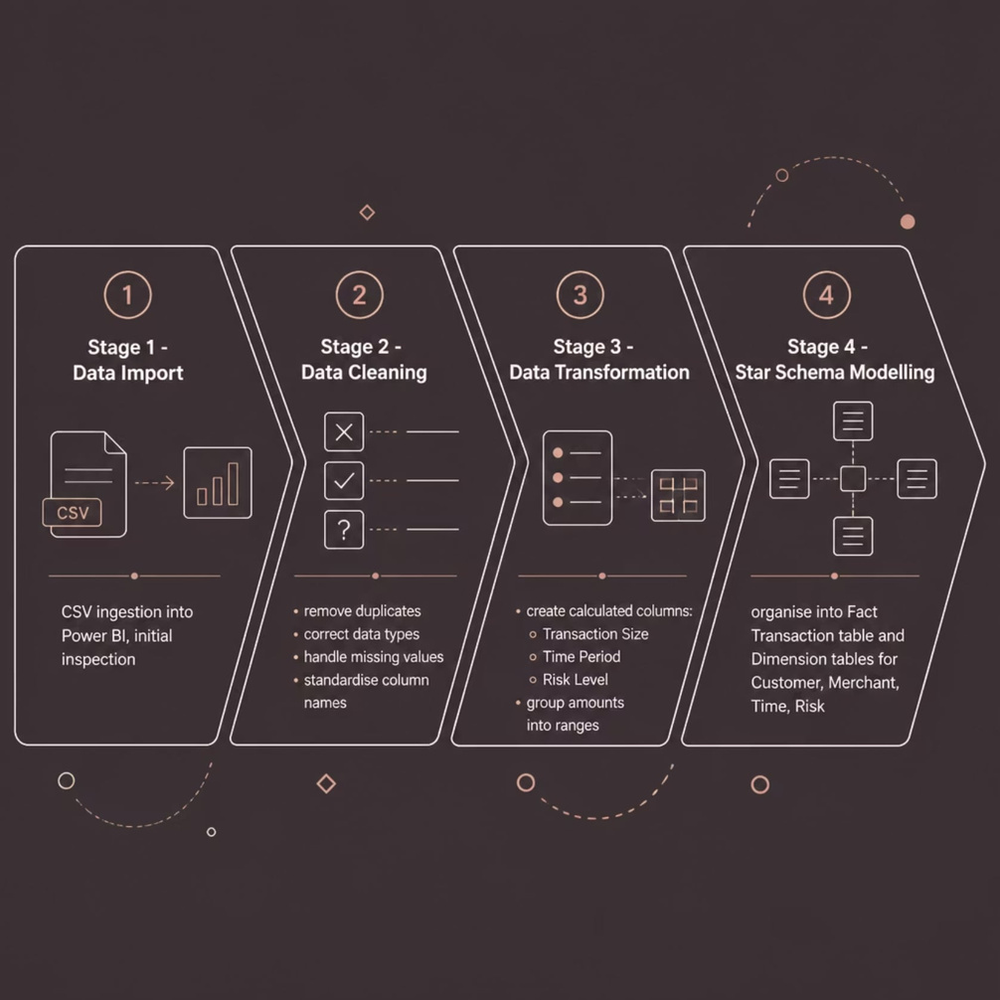 1
Stage 1 -
Data Import
CSV
CSV ingestion into
Power BI, initial
inspection
2
Stage 2 -
Data Cleaning
?
• remove duplicates
• correct data types
• handle missing values
• standardise column
names
3
Stage 3 -
Data Transformation
• create calculated columns:
○ Transaction Size
○ Time Period
○ Risk Level
• group amounts
into ranges
4
Stage 4 -
Star Schema Modelling
organise into Fact
Transaction table and
Dimension tables for
Customer, Merchant,
Time, Risk